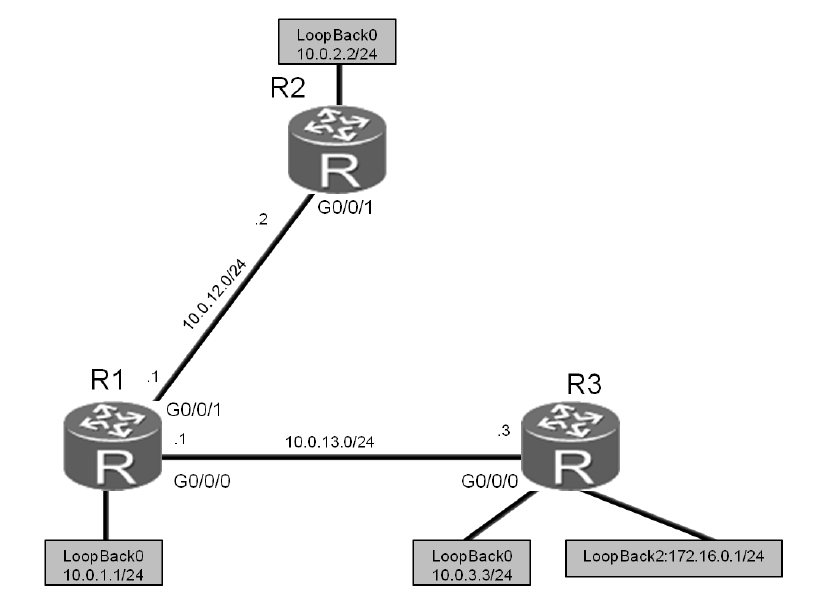 LoopBack0
10.0.2.2/24
R2
R
G0/0/1
.2
10.0.12.0/24
R1
.1
G0/0/1
R
.1
G0/0/0
10.0.13.0/24
R3
.3
R
G0/0/0
LoopBack0
10.0.1.1/24
LoopBack0
10.0.3.3/24
LoopBack2:172.16.0.1/24